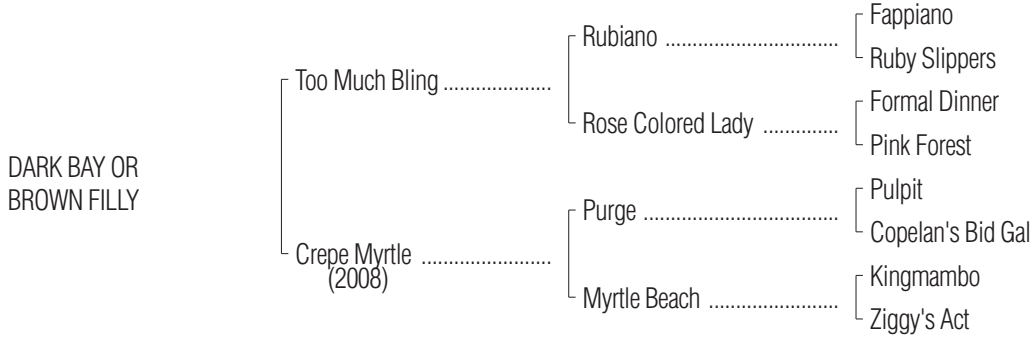 Fappiano
Rubiano ..................................
Ruby Slippers
Too Much Bling .....................
Formal Dinner
Rose Colored Lady ...............
Pink Forest
DARK BAY OR
BROWN FILLY
Pulpit
Purge ......................................
Copelan's Bid Gal
Crepe Myrtle .........................
(2008)
Kingmambo
Myrtle Beach .........................
Ziggy's Act